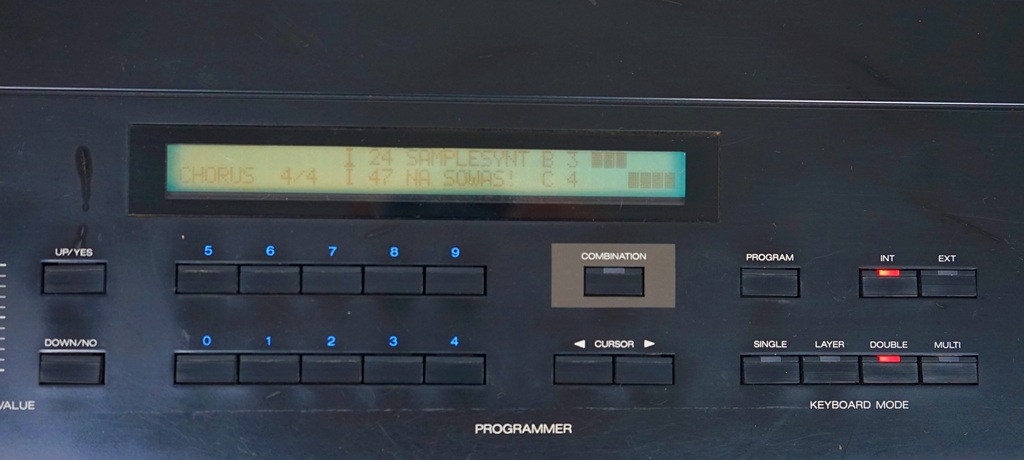 I 24 SAMPLESYNT B 3
CHORUS 4/4 I 47 NA SOWAS! C 4
UP/YES
5 6 7 8 9
COMBINATION
PROGRAM
INT EXT
DOWN/NO
0 1 2 3 4
◀ CURSOR ▶
SINGLE LAYER DOUBLE MULTI
VALUE
KEYBOARD MODE
PROGRAMMER